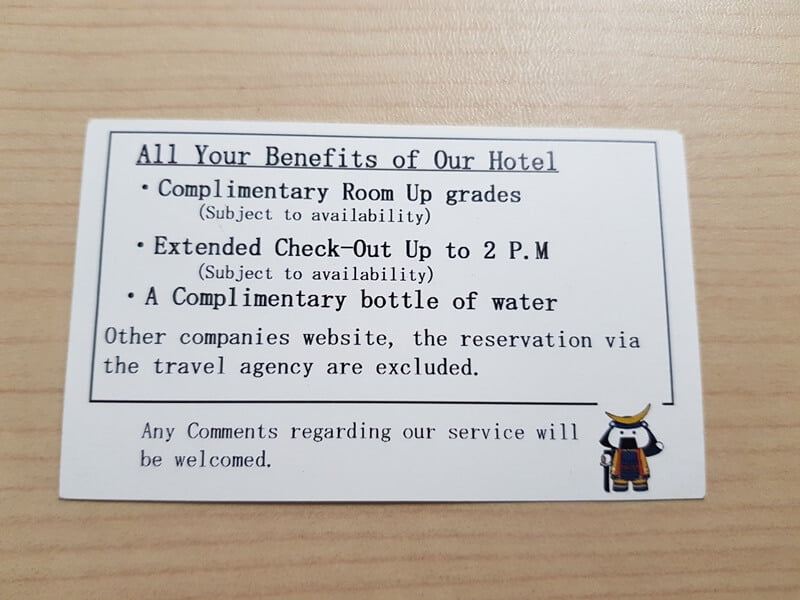 All Your Benefits of Our Hotel
・Complimentary Room Up grades
(Subject to availability)
・Extended Check-Out Up to 2 P.M
(Subject to availability)
・A Complimentary bottle of water
Other companies website, the reservation via
the travel agency are excluded.
Any Comments regarding our service will
be welcomed.